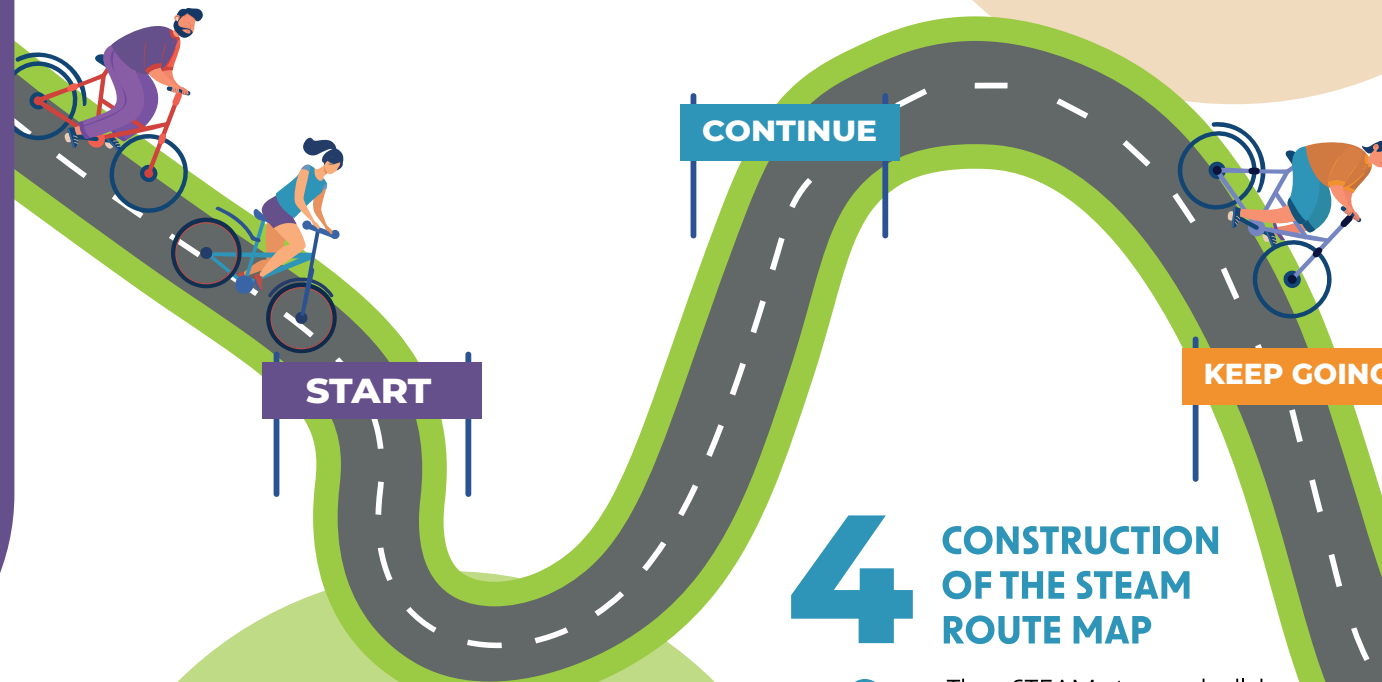 CONTINUE
START
KEEP GOING
4
CONSTRUCTION
OF THE STEAM
ROUTE MAP